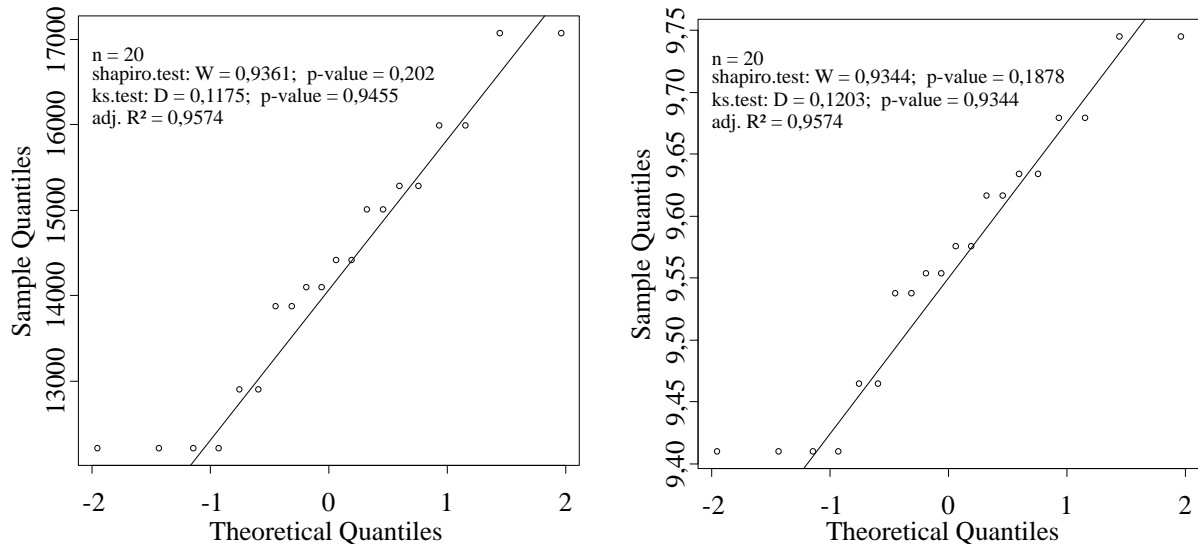 n = 20
shapiro.test: W = 0,9361; p-value = 0,202
ks.test: D = 0,1175; p-value = 0,9455
adj. R² = 0,9574
Sample Quantiles
17000
16000
15000
14000
13000
-2 -1 0 1 2
Theoretical Quantiles
n = 20
shapiro.test: W = 0,9344; p-value = 0,1878
ks.test: D = 0,1203; p-value = 0,9344
adj. R² = 0,9574
Sample Quantiles
9,75
9,70
9,65
9,60
9,55
9,50
9,45
9,40
-2 -1 0 1 2
Theoretical Quantiles